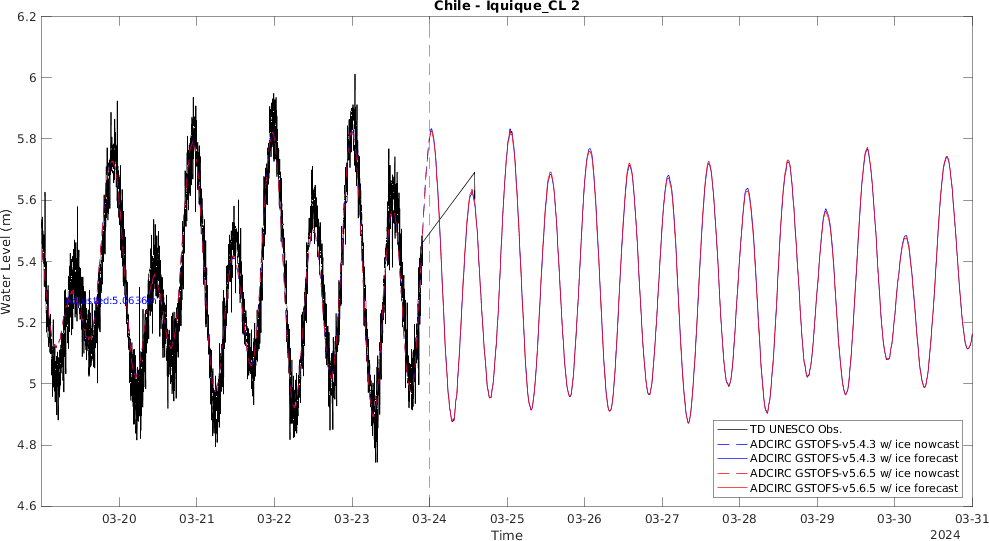 Chile - Iquique_CL 2
Water Level (m)
6.2
6
5.8
5.6
5.4
5.2
5
4.8
4.6
03-20
03-21
03-22
03-23
03-24
03-25
03-26
03-27
03-28
03-29
03-30
03-31
Time
2024
TD UNESCO Obs.
ADCIRC GSTOFS-v5.4.3 w/ ice nowcast
ADCIRC GSTOFS-v5.4.3 w/ ice forecast
ADCIRC GSTOFS-v5.6.5 w/ ice nowcast
ADCIRC GSTOFS-v5.6.5 w/ ice forecast